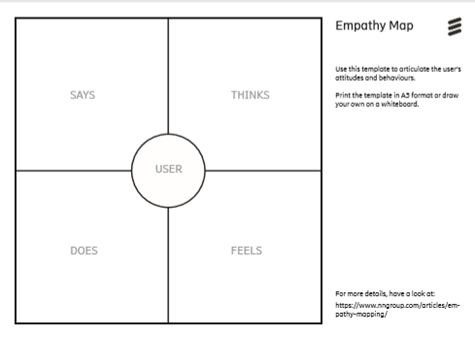 Empathy Map
Use this template to articulate the user's
attitudes and behaviours.
Print the template in A3 format or draw
your own on a whiteboard.
SAYS
THINKS
USER
DOES
FEELS
For more details, have a look at:
https://www.nngroup.com/articles/em-
pathy-mapping/